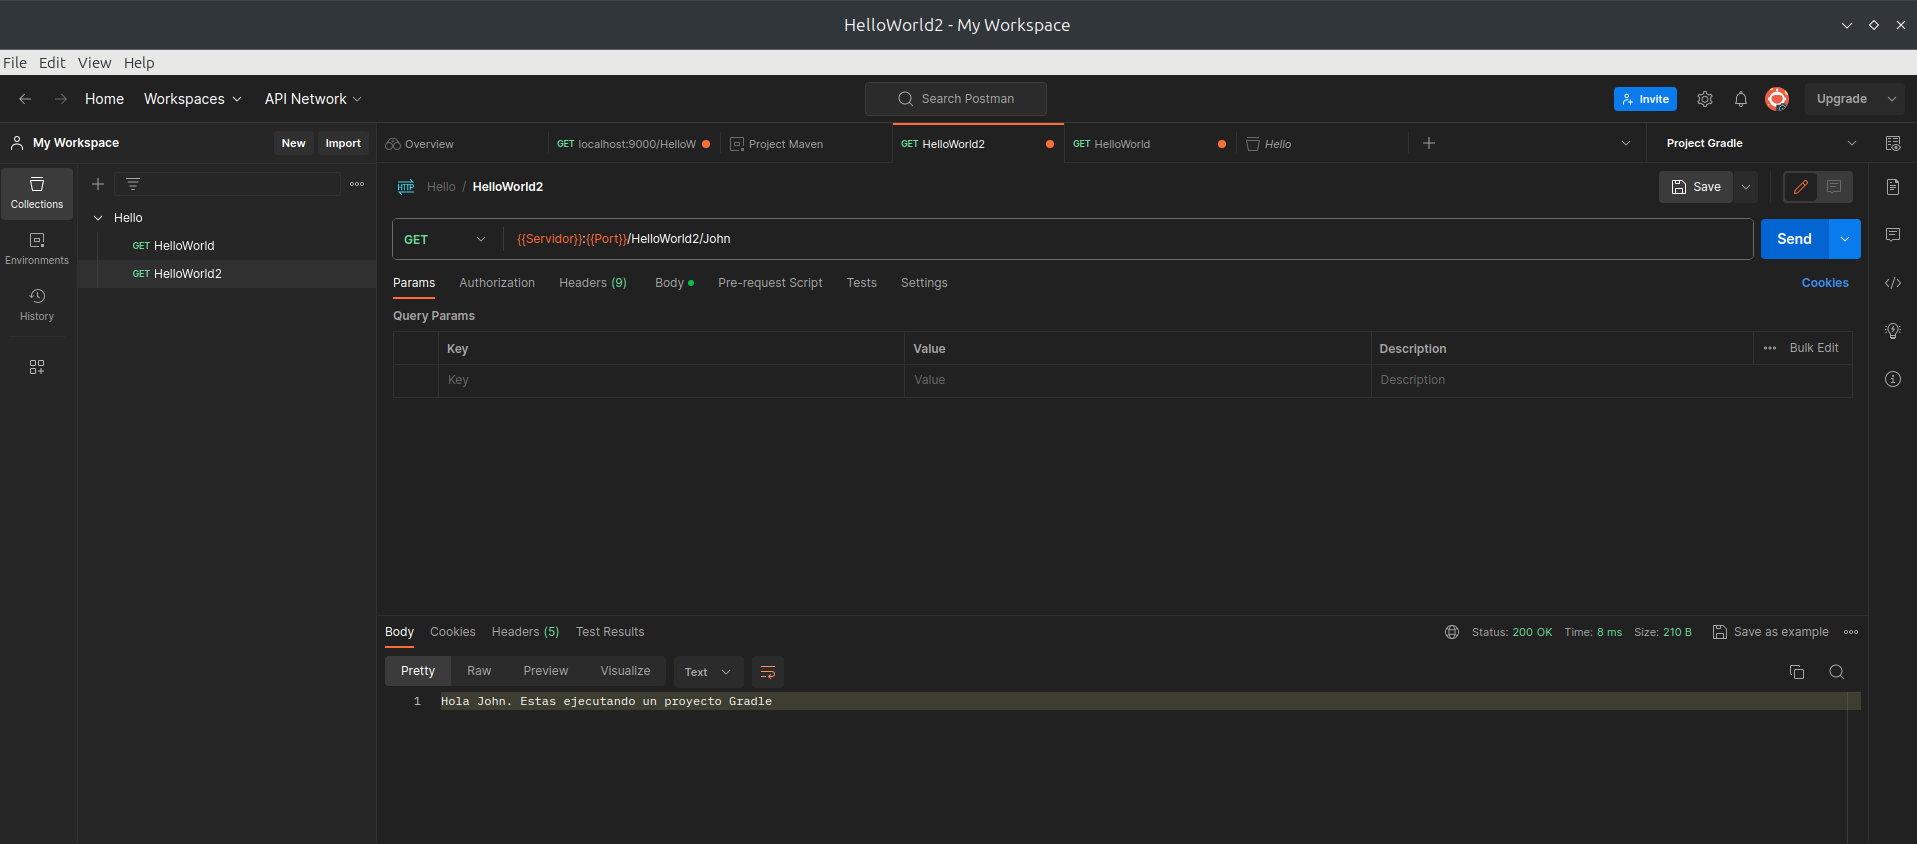 HelloWorld2 - My Workspace
File Edit View Help
Home Workspaces API Network Search Postman Invite Upgrade
My Workspace New Import Overview GET localhost:9000/HelloW Project Maven GET HelloWorld2 GET HelloWorld Hello Project Gradle
Collections
Environments
History
Hello
GET HelloWorld
GET HelloWorld2
HTTP Hello / HelloWorld2 Save
GET {{Servidor}}:{{Port}}/HelloWorld2/John Send
Params Authorization Headers (9) Body Pre-request Script Tests Settings Cookies
Query Params
Key Value Description Bulk Edit
Key Value Description
Body Cookies Headers (5) Test Results Status: 200 OK Time: 8 ms Size: 210 B Save as example
Pretty Raw Preview Visualize Text
1 Hola John. Estas ejecutando un proyecto Gradle